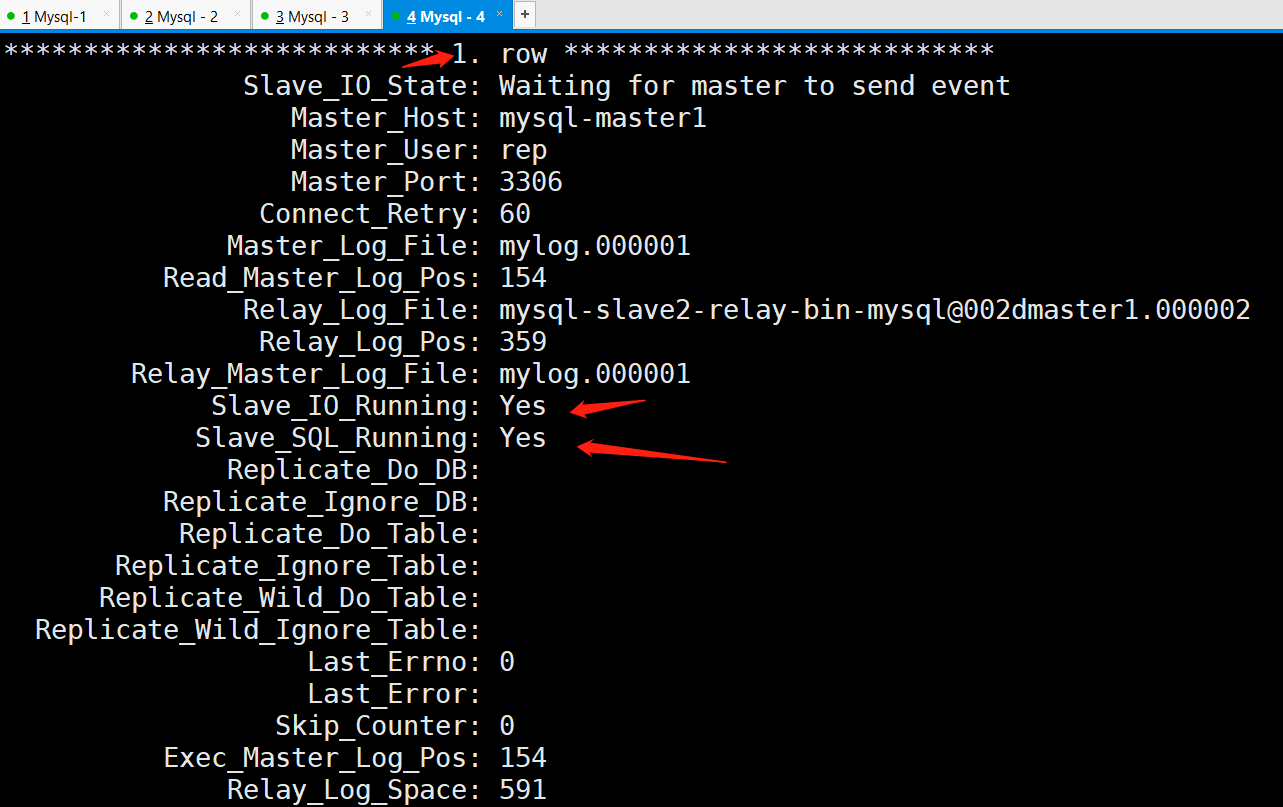 1 Mysql-1 × 2 Mysql - 2 × 3 Mysql - 3 × 4 Mysql - 4 × +
*************************** 1. row ***************************
Slave_IO_State: Waiting for master to send event
Master_Host: mysql-master1
Master_User: rep
Master_Port: 3306
Connect_Retry: 60
Master_Log_File: mylog.000001
Read_Master_Log_Pos: 154
Relay_Log_File: mysql-slave2-relay-bin-mysql@002dmaster1.000002
Relay_Log_Pos: 359
Relay_Master_Log_File: mylog.000001
Slave_IO_Running: Yes
Slave_SQL_Running: Yes
Replicate_Do_DB:
Replicate_Ignore_DB:
Replicate_Do_Table:
Replicate_Ignore_Table:
Replicate_Wild_Do_Table:
Replicate_Wild_Ignore_Table:
Last_Errno: 0
Last_Error:
Skip_Counter: 0
Exec_Master_Log_Pos: 154
Relay_Log_Space: 591